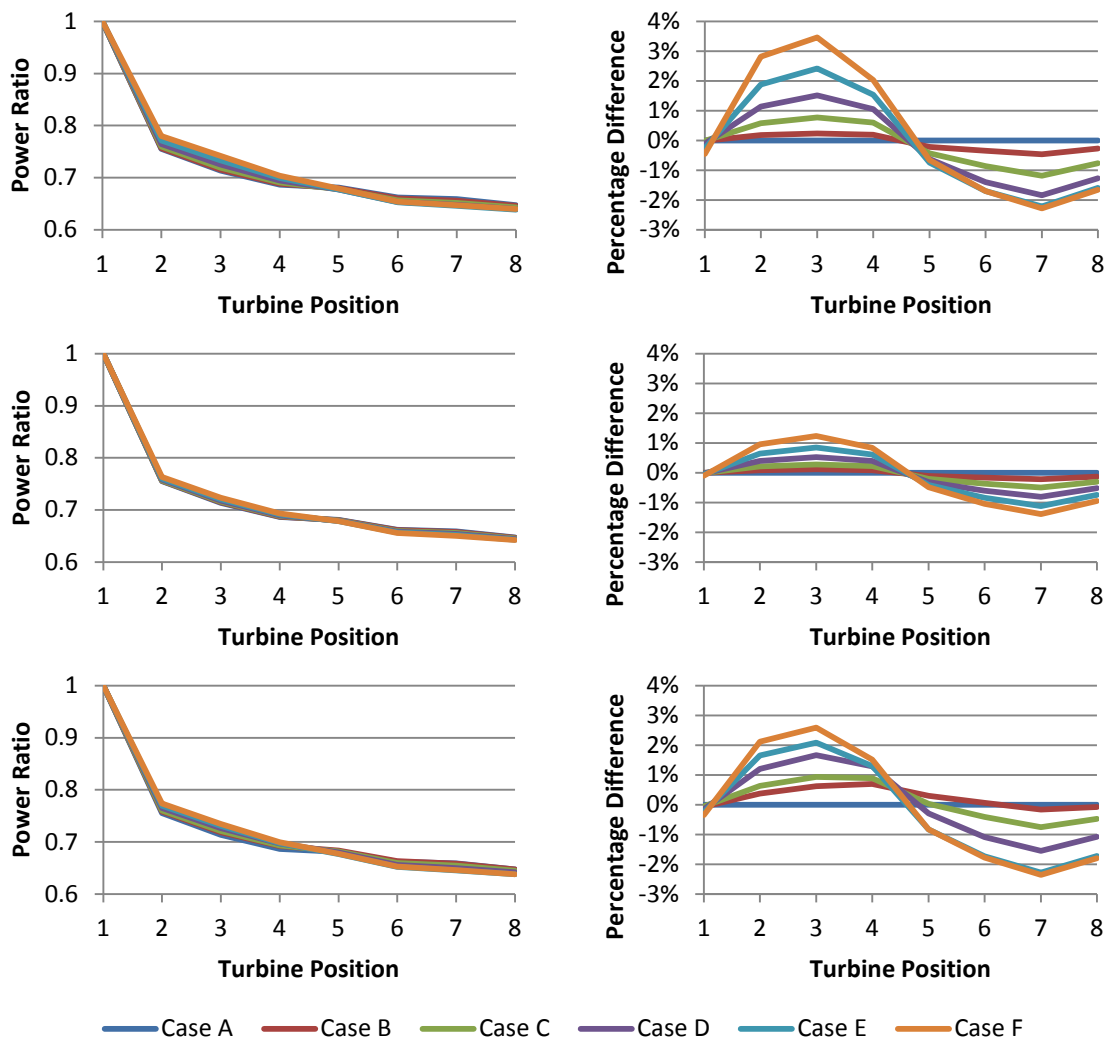 Power Ratio
1
0.9
0.8
0.7
0.6
1 2 3 4 5 6 7 8
Turbine Position
Percentage Difference
4%
3%
2%
1%
0%
-1%
-2%
-3%
1 2 3 4 5 6 7 8
Turbine Position
Power Ratio
1
0.9
0.8
0.7
0.6
1 2 3 4 5 6 7 8
Turbine Position
Percentage Difference
4%
3%
2%
1%
0%
-1%
-2%
-3%
1 2 3 4 5 6 7 8
Turbine Position
Power Ratio
1
0.9
0.8
0.7
0.6
1 2 3 4 5 6 7 8
Turbine Position
Percentage Difference
4%
3%
2%
1%
0%
-1%
-2%
-3%
1 2 3 4 5 6 7 8
Turbine Position
Case A Case B Case C Case D Case E Case F